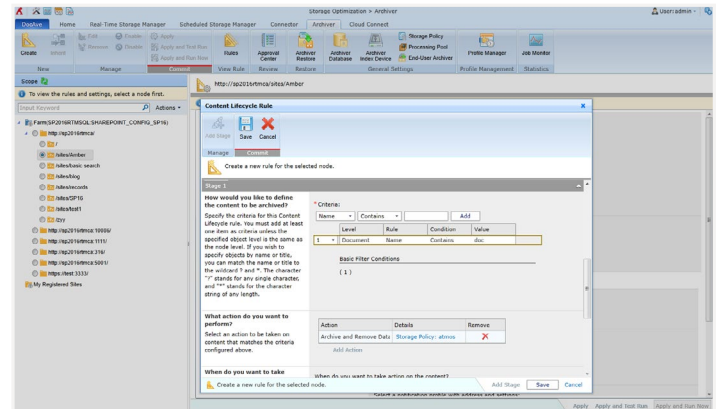 Storage Optimization > Archiver
User: admin
DocAve
Home
Real-Time Storage Manager
Scheduled Storage Manager
Connector
Archiver
Cloud Connect
Create
Edit
Remove
Enable
Disable
Apply
Apply and Test Run
Apply and Run Now
Rules
Approval Center
Archiver Restore
Archiver Database
Archiver Index Device
Storage Policy
Processing Pool
End-User Archiver
Profile Manager
Job Monitor
New
Manage
Commit
View Rule
Review
Restore
General Settings
Profile Management
Statistics
Scope
To view the rules and settings, select a node first.
Input Keyword
Actions
Farm(SP2016RTMSQL:SHAREPOINT_CONFIG_SP16)
http://sp2016rtmca/
/
/sites/Amber
/sites/basic search
/sites/blog
/sites/records
/sites/SP16
/sites/test1
/zyy
http://sp2016rtmca:1111/
https://test:3333/
My Registered Sites
http://sp2016rtmca/sites/Amber
Content Lifecycle Rule
Add Stage
Save
Cancel
Manage
Commit
Create a new rule for the selected node.
Stage 1
How would you like to define
the content to be archived?
Specify the criteria for this Content
Lifecycle rule. You must add at least
one item as criteria unless the
specified object level is the same as
the node level. If you wish to
specify objects by name or title,
you can match the name or title to
the wildcard ? and *. The character
"?" stands for any single character,
and "*" stands for the character
string of any length.
* Criteria:
Name
Contains
Add
Level Rule Condition Value
1 Document Name Contains doc
Basic Filter Conditions
( 1 )
What action do you want to
perform?
Select an action to be taken on
content that matches the criteria
configured above.
Action Details Remove
Archive and Remove Data Storage Policy: atmos
Add Action
When do you want to take
When do you want to take action on the content?
Create a new rule for the selected node.
Add Stage
Save
Cancel
Select a notification profile with address and settings
Apply
Apply and Test Run
Apply and Run Now